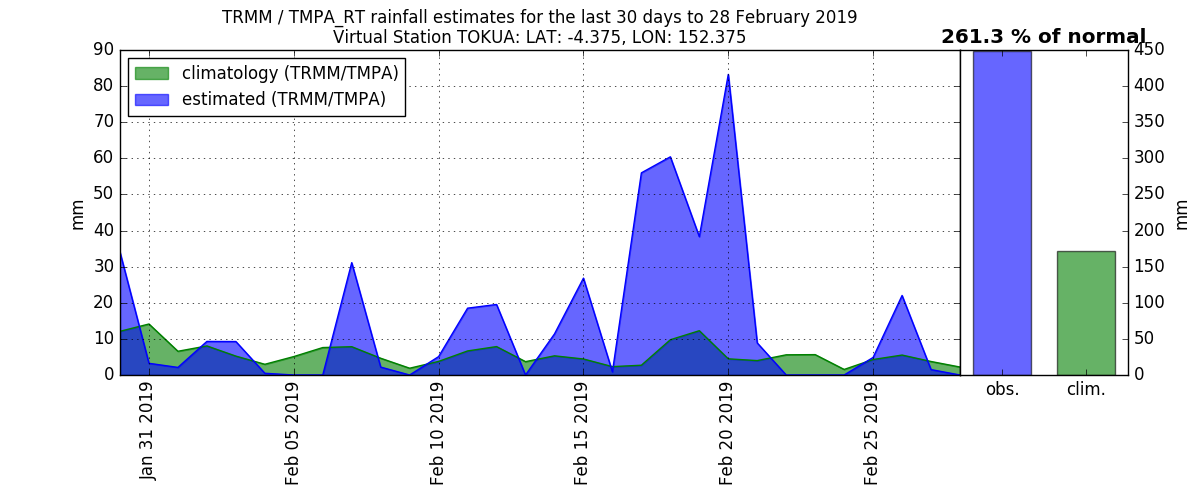 TRMM / TMPA_RT rainfall estimates for the last 30 days to 28 February 2019
Virtual Station TOKUA: LAT: -4.375, LON: 152.375
261.3 % of normal
climatology (TRMM/TMPA)
estimated (TRMM/TMPA)
90
80
70
60
50
40
30
20
10
0
mm
Jan 31 2019
Feb 05 2019
Feb 10 2019
Feb 15 2019
Feb 20 2019
Feb 25 2019
450
400
350
300
250
200
150
100
50
0
mm
obs.
clim.